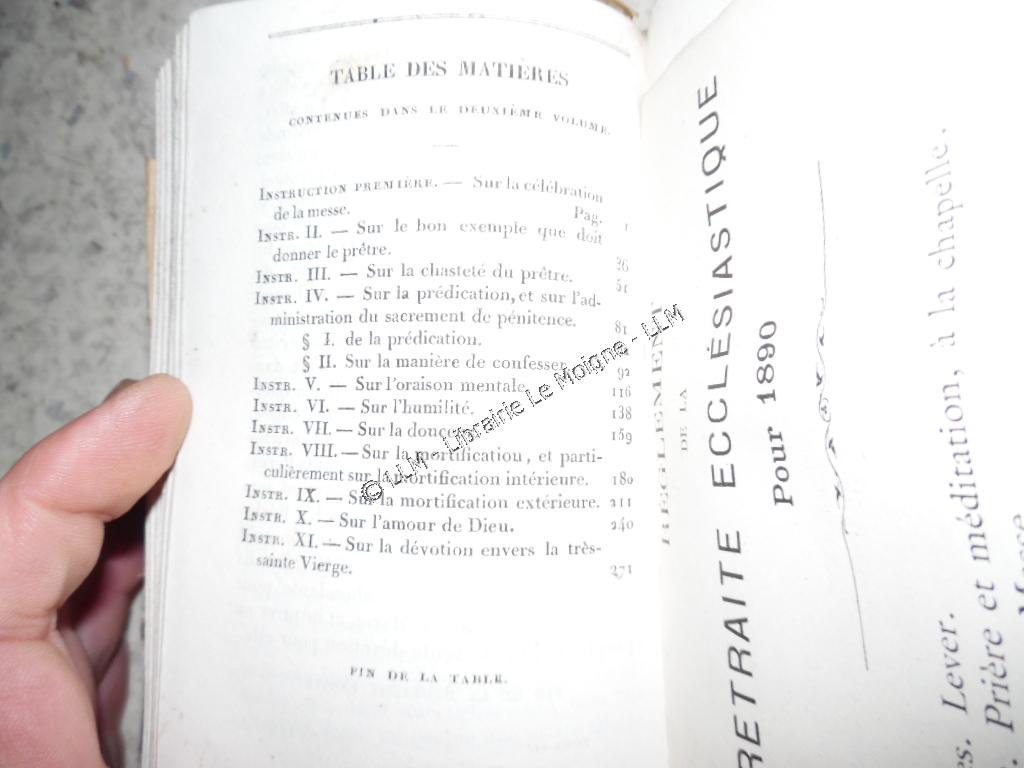 TABLE DES MATIÈRES
CONTENUES DANS LE DEUXIÈME VOLUME.
INSTRUCTION PREMIÈRE. — Sur la célébration
de la messe. Pag. 1
INSTR. II. — Sur le bon exemple que doit
donner le prêtre. 36
INSTR. III. — Sur la chasteté du prêtre. 51
INSTR. IV. — Sur la prédication, et sur l'ad-
ministration du sacrement de pénitence. 81
§ I. de la prédication.
§ II. Sur la manière de confesser. 92
INSTR. V. — Sur l'oraison mentale. 116
INSTR. VI. — Sur l'humilité. 138
INSTR. VII. — Sur la douceur. 159
INSTR. VIII. — Sur la mortification, et parti-
culièrement sur la mortification intérieure. 180
INSTR. IX. — Sur la mortification extérieure. 211
INSTR. X. — Sur l'amour de Dieu. 240
INSTR. XI. — Sur la dévotion envers la très-
sainte Vierge. 271
FIN DE LA TABLE.
© LLM - Librairie Le Moigne - LLM
RÈGLEMENT
DE LA
RETRAITE ECCLÉSIASTIQUE
Pour 1890
Lever.
Prière et méditation, à la chapelle.